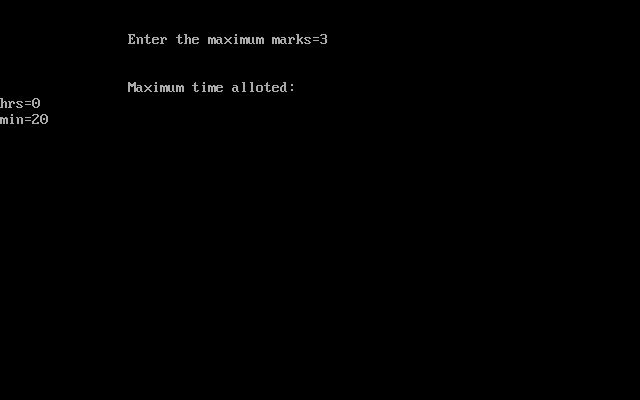 Enter the maximum marks=3
Maximum time alloted:
hrs=0
min=20